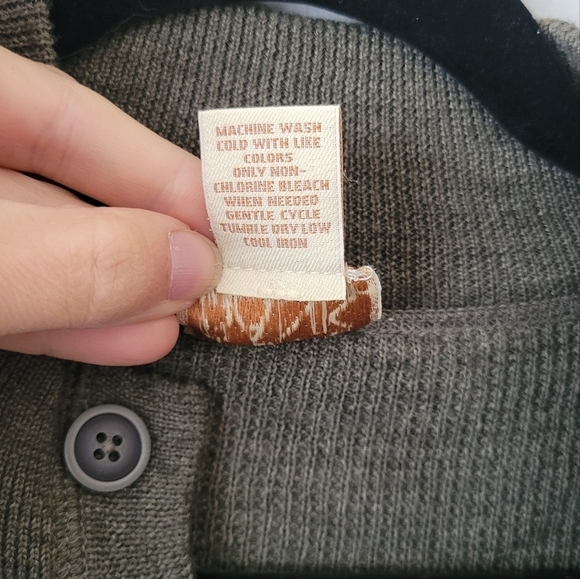 MACHINE WASH
COLD WITH LIKE
COLORS
ONLY NON-
CHLORINE BLEACH
WHEN NEEDED
GENTLE CYCLE
TUMBLE DRY LOW
COOL IRON